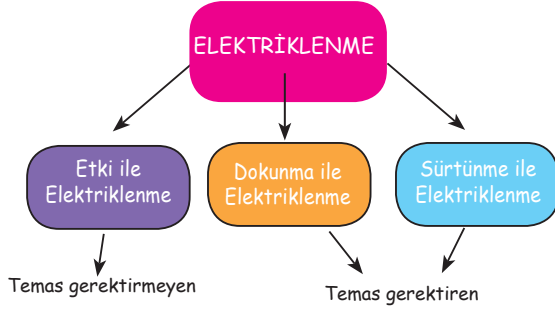 ELEKTRİKLENME
Etki ile
Elektriklenme
Dokunma ile
Elektriklenme
Sürtünme ile
Elektriklenme
Temas gerektirmeyen
Temas gerektiren